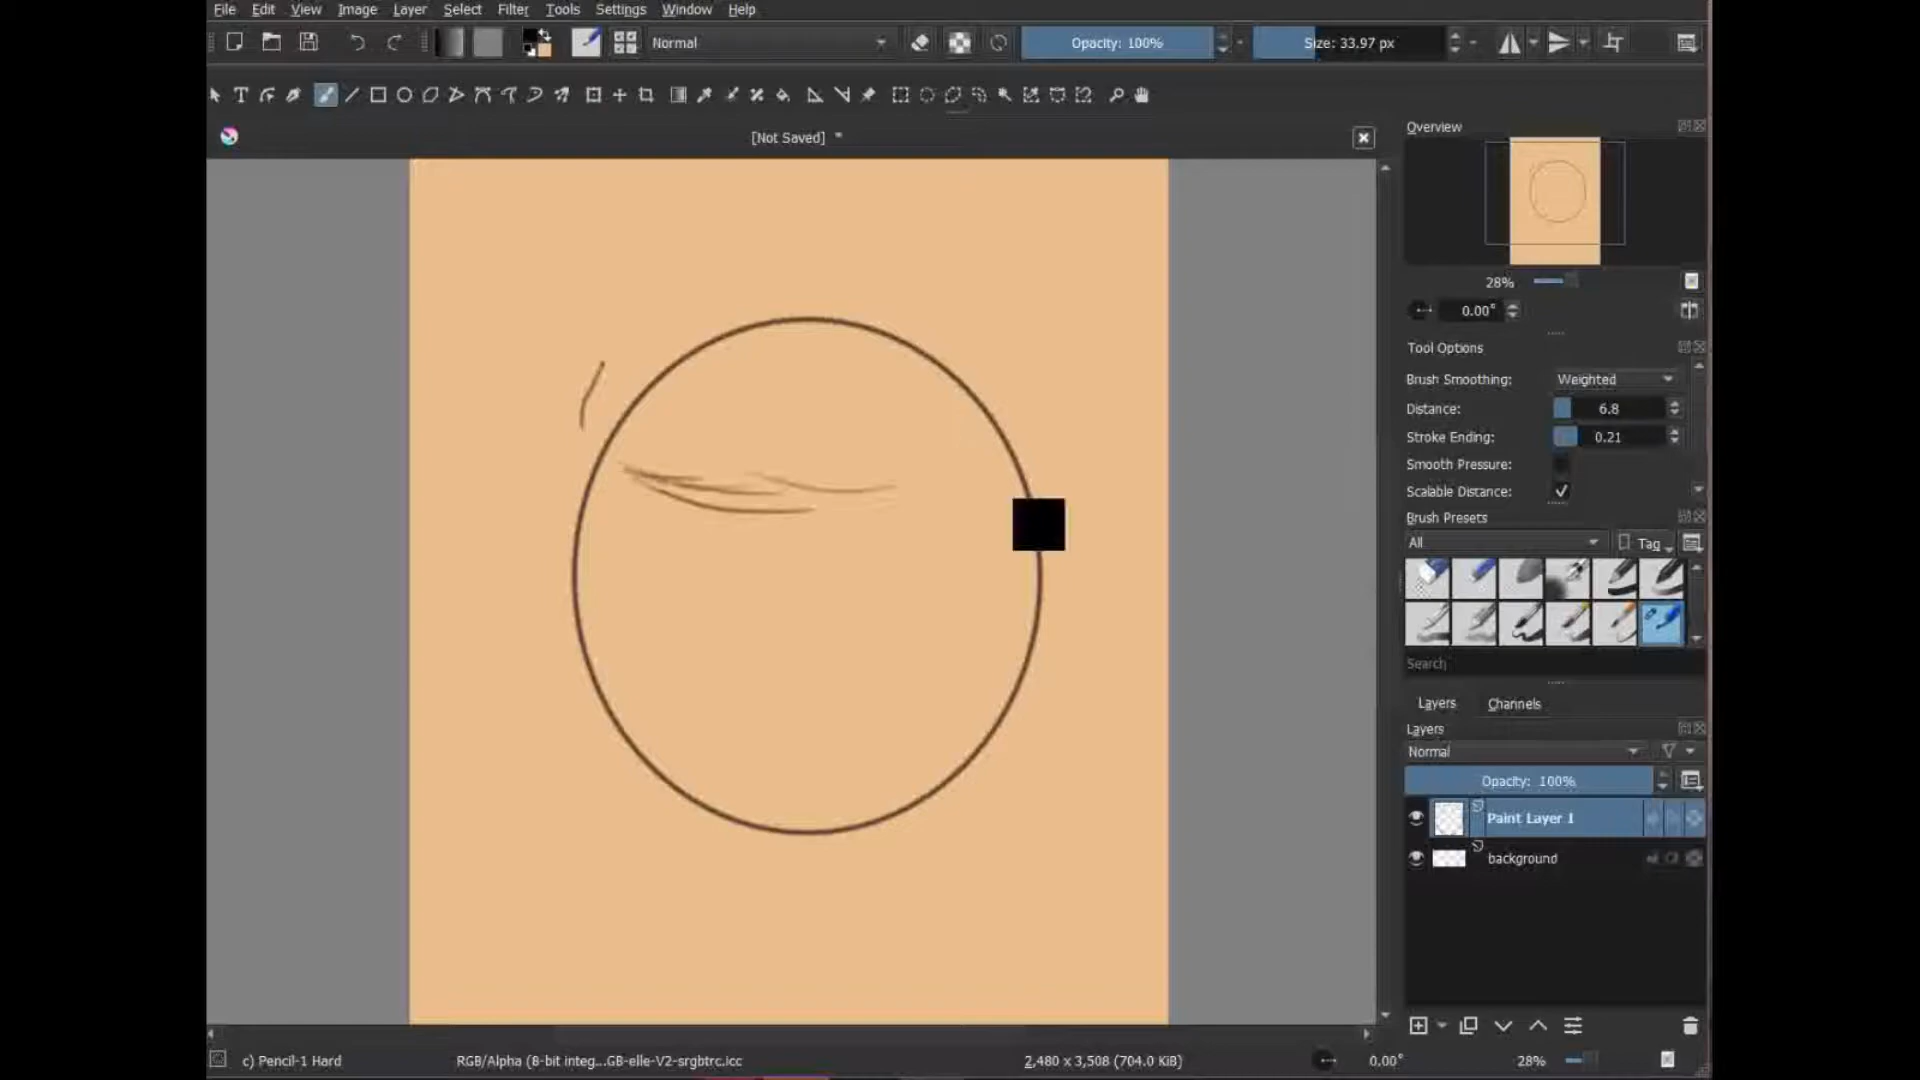 File Edit View Image Layer Select Filter Tools Settings Window Help
Normal
Opacity: 100%
Size: 33.97 px
[Not Saved] *
Overview
28%
0.00°
Tool Options
Brush Smoothing: Weighted
Distance: 6.8
Stroke Ending: 0.21
Smooth Pressure:
Scalable Distance:
Brush Presets
All
Tag
Search
Layers Channels
Layers
Normal
Opacity: 100%
Paint Layer 1
background
c) Pencil-1 Hard
RGB/Alpha (8-bit integ...GB-elle-V2-srgbtrc.icc
2,480 x 3,508 (704.0 KiB)
0.00°
28%